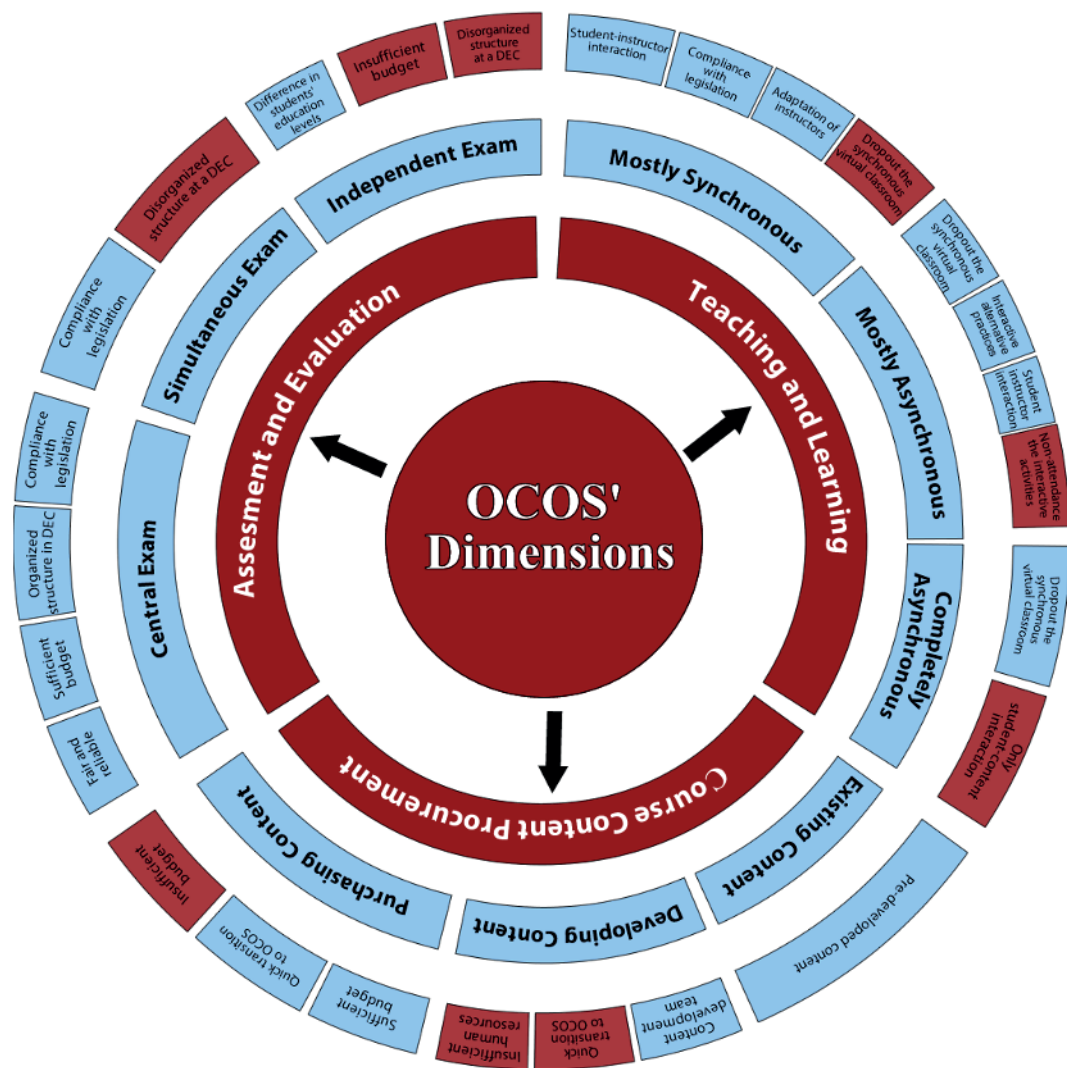 OCOS'
Dimensions
Teaching and Learning
Mostly Synchronous
Student-instructor
interaction
Compliance
with
legislation
Adaptation of
instructors
Dropout the
synchronous
virtual classroom
Mostly Asynchronous
Dropout the
synchronous
virtual
classroom
Interactive
alternative
practices
Student
instructor
interaction
Non-attendance
the interactive
activities
Completely
Asynchronous
Dropout the
synchronous
virtual classroom
Only
student-content
interaction
Course Content Procurement
Existing Content
Pre-developed content
Developing Content
Content
development
team
Quick
transition
to OCOS
Insufficient
human
resources
Purchasing Content
Sufficient
budget
Quick transition
to OCOS
Insufficient
budget
Assesment and Evaluation
Central Exam
Fair and
reliable
Sufficient
budget
Organized
structure in DEC
Compliance
with
legislation
Simultaneous Exam
Compliance
with
legislation
Disorganized
structure at a DEC
Independent Exam
Difference in
students'
education
levels
Insufficient
budget
Disorganized
structure
at a DEC